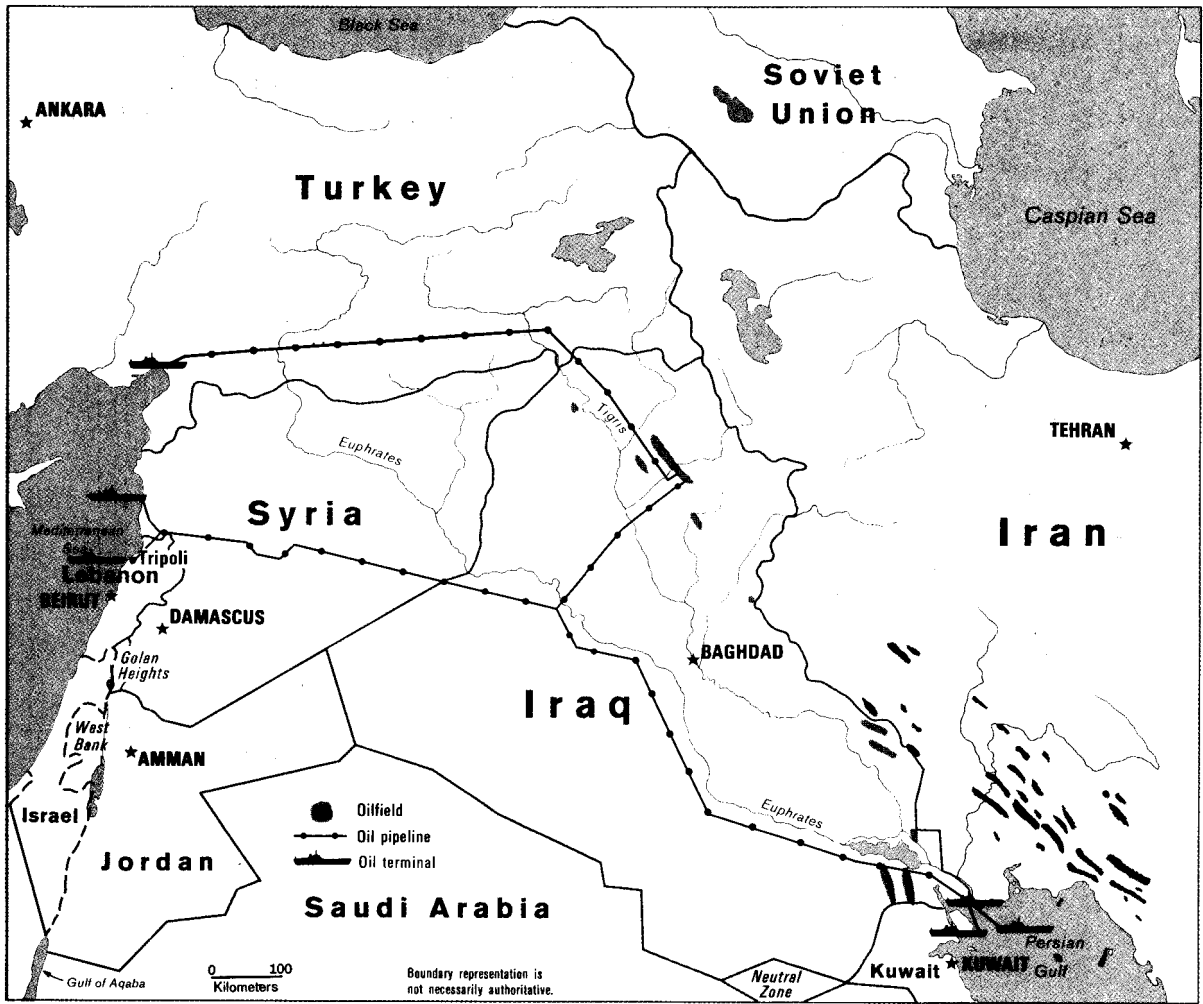 Black Sea
Soviet
Union
ANKARA
Turkey
Caspian Sea
Tigris
TEHRAN
Euphrates
Syria
Iran
Mediterranean
Sea
Tripoli
Lebanon
BEIRUT
DAMASCUS
BAGHDAD
Golan
Heights
Iraq
West
Bank
AMMAN
Israel
Oilfield
Euphrates
Oil pipeline
Jordan
Oil terminal
Saudi Arabia
Persian
Gulf
Kuwait
KUWAIT
Neutral
Zone
Gulf of Aqaba
0 100
Kilometers
Boundary representation is
not necessarily authoritative.